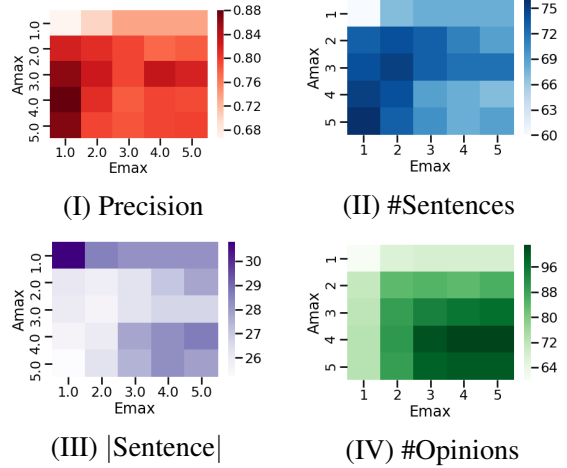 Amax
1.0
2.0
3.0
4.0
5.0
1.0 2.0 3.0 4.0 5.0
Emax
0.88
0.84
0.80
0.76
0.72
0.68
(I) Precision
Amax
1
2
3
4
5
1 2 3 4 5
Emax
75
70
65
60
(II) #Sentences
Amax
1.0
2.0
3.0
4.0
5.0
1.0 2.0 3.0 4.0 5.0
Emax
30
29
28
27
26
(III) |Sentence|
Amax
1
2
3
4
5
1 2 3 4 5
Emax
96
88
80
72
64
(IV) #Opinions